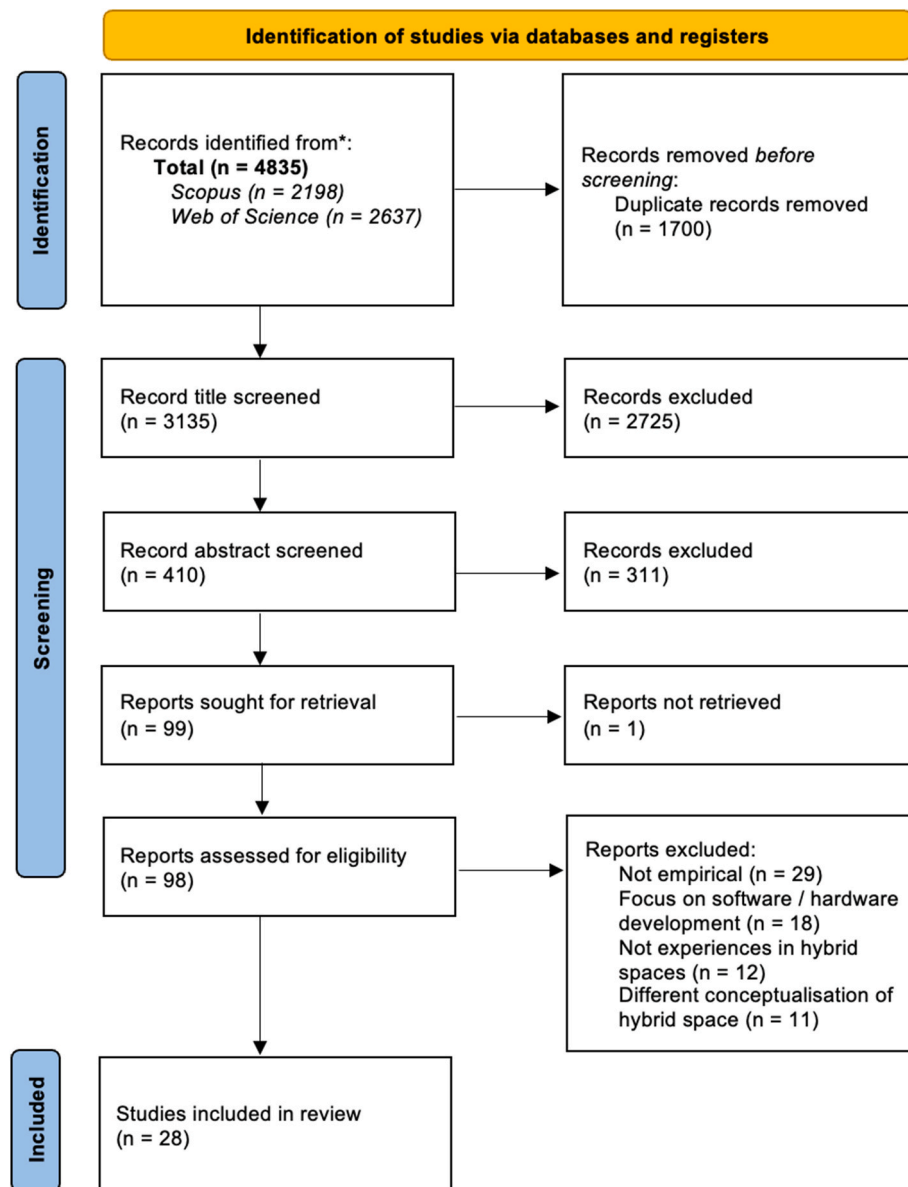 Identification of studies via databases and registers
Identification
Records identified from*:
Total (n = 4835)
Scopus (n = 2198)
Web of Science (n = 2637)
Records removed before
screening:
Duplicate records removed
(n = 1700)
Screening
Record title screened
(n = 3135)
Records excluded
(n = 2725)
Record abstract screened
(n = 410)
Records excluded
(n = 311)
Reports sought for retrieval
(n = 99)
Reports not retrieved
(n = 1)
Reports assessed for eligibility
(n = 98)
Reports excluded:
Not empirical (n = 29)
Focus on software / hardware
development (n = 18)
Not experiences in hybrid
spaces (n = 12)
Different conceptualisation of
hybrid space (n = 11)
Included
Studies included in review
(n = 28)